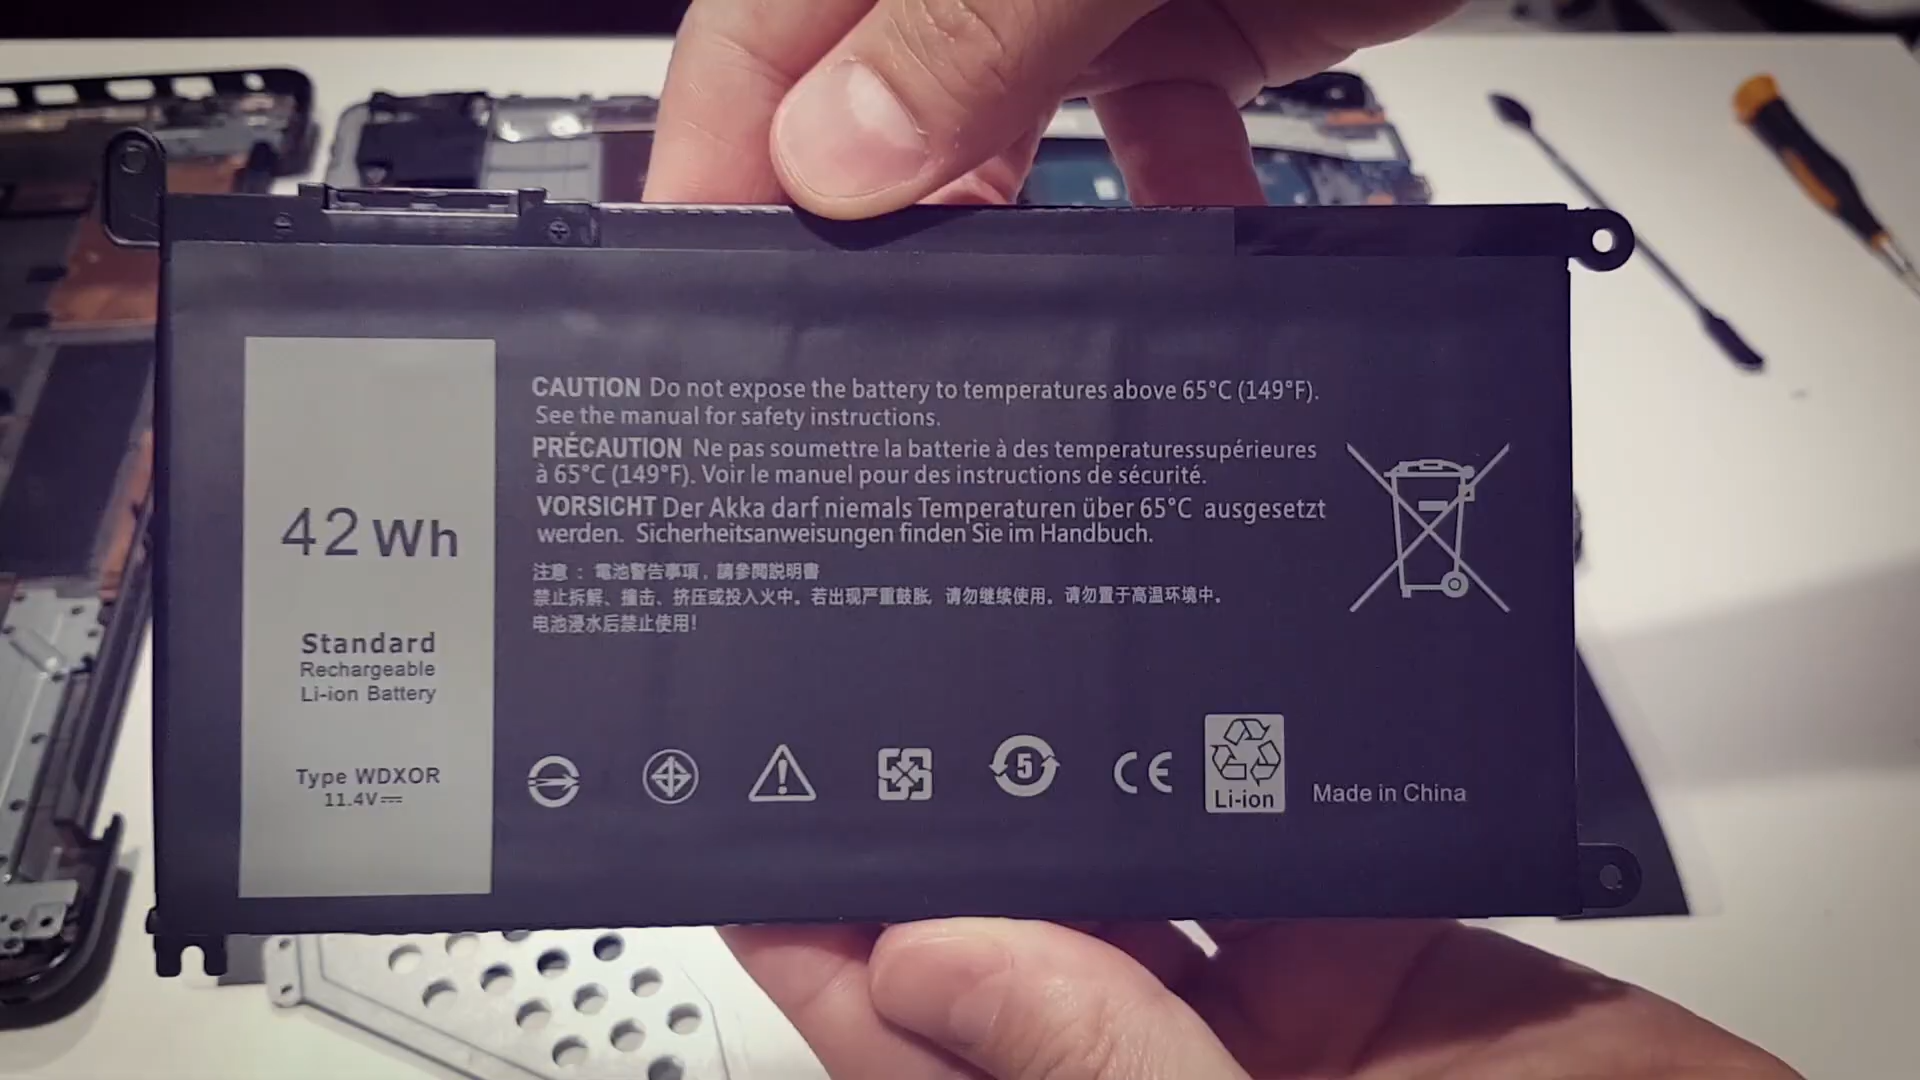 42 Wh
Standard
Rechargeable
Li-ion Battery
Type WDXOR
11.4V⎓
CAUTION Do not expose the battery to temperatures above 65°C (149°F).
See the manual for safety instructions.
PRÉCAUTION Ne pas soumettre la batterie à des temperaturessupérieures
à 65°C (149°F). Voir le manuel pour des instructions de sécurité.
VORSICHT Der Akka darf niemals Temperaturen über 65°C ausgesetzt
werden. Sicherheitsanweisungen finden Sie im Handbuch.
注意：電池警告事項，請參閱説明書
禁止拆解、撞击、挤压或投入火中。若出现严重鼓胀，请勿继续使用。请勿置于高温环境中。
电池浸水后禁止使用！
5
CE
Li-ion
Made in China